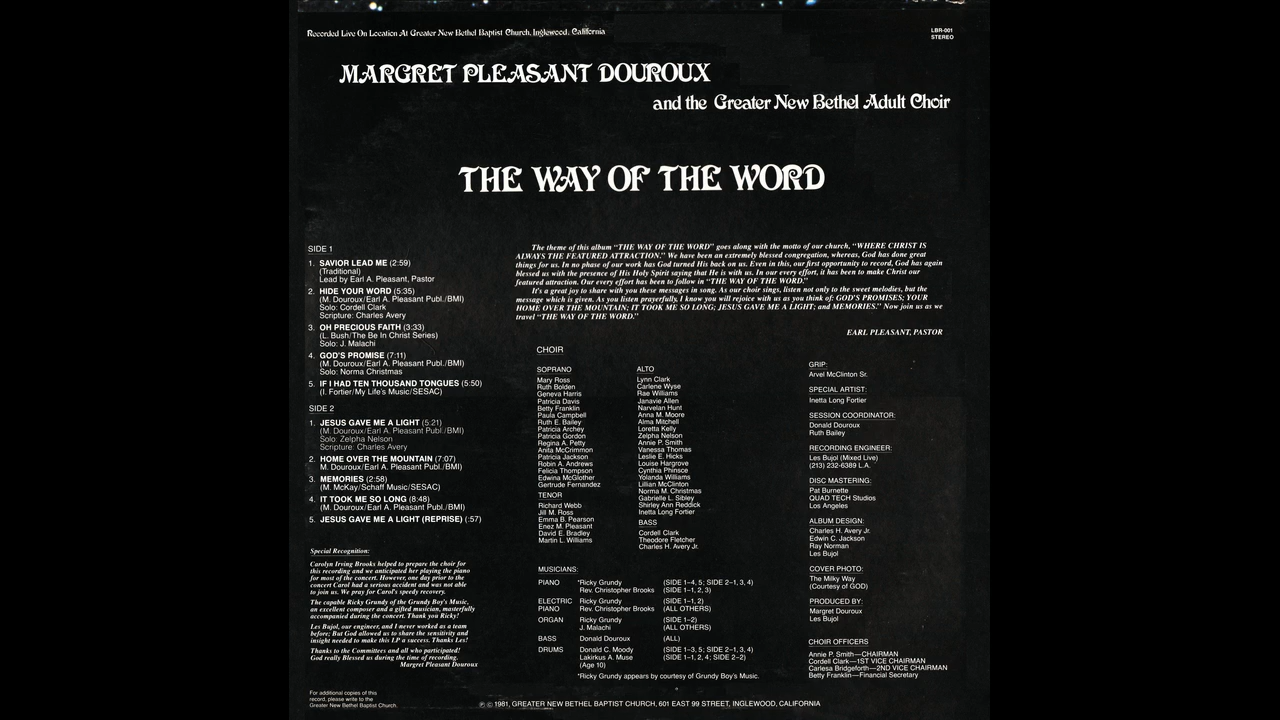 Recorded Live On Location At Greater New Bethel Baptist Church, Inglewood, California
LBR-001
STEREO
MARGRET PLEASANT DOUROUX
and the Greater New Bethel Adult Choir
THE WAY OF THE WORD
SIDE 1
1. SAVIOR LEAD ME (2:59)
(Traditional)
Lead by Earl A. Pleasant, Pastor
2. HIDE YOUR WORD (5:35)
(M. Douroux/Earl A. Pleasant Publ./BMI)
Solo: Cordell Clark
Scripture: Charles Avery
3. OH PRECIOUS FAITH (3:33)
(L. Bush/The Be In Christ Series)
Solo: J. Malachi
4. GOD'S PROMISE (7:11)
(M. Douroux/Earl A. Pleasant Publ./BMI)
Solo: Norma Christmas
5. IF I HAD TEN THOUSAND TONGUES (5:50)
(I. Fortier/My Life's Music/SESAC)
SIDE 2
1. JESUS GAVE ME A LIGHT (5:21)
(M. Douroux/Earl A. Pleasant Publ./BMI)
Solo: Zelpha Nelson
Scripture: Charles Avery
2. HOME OVER THE MOUNTAIN (7:07)
M. Douroux/Earl A. Pleasant Publ./BMI)
3. MEMORIES (2:58)
(M. McKay/Schaff Music/SESAC)
4. IT TOOK ME SO LONG (8:48)
(M. Douroux/Earl A. Pleasant Publ./BMI)
5. JESUS GAVE ME A LIGHT (REPRISE) (:57)
Special Recognition:
Carolyn Irving Brooks helped to prepare the choir for
this recording and we anticipated her playing the piano
for most of the concert. However, one day prior to the
concert Carol had a serious accident and was not able
to join us. We pray for Carol's speedy recovery.
The capable Ricky Grundy of the Grundy Boy's Music,
an excellent composer and a gifted musician, masterfully
accompanied during the concert. Thank you Ricky!
Les Bujol, our engineer, and I never worked as a team
before; But God allowed us to share the sensitivity and
insight needed to make this LP a success. Thanks Les!
Thanks to the Committees and all who participated!
God really Blessed us during the time of recording.
Margret Pleasant Douroux
For additional copies of this
record, please write to the
Greater New Bethel Baptist Church.
The theme of this album "THE WAY OF THE WORD" goes along with the motto of our church, "WHERE CHRIST IS
ALWAYS THE FEATURED ATTRACTION." We have been an extremely blessed congregation, whereas, God has done great
things for us. In no phase of our work has God turned His back on us. Even in this, our first opportunity to record, God has again
blessed us with the presence of His Holy Spirit saying that He is with us. In our every effort, it has been to make Christ our
featured attraction. Our every effort has been to follow in "THE WAY OF THE WORD."
It's a great joy to share with you these messages in song. As our choir sings, listen not only to the sweet melodies, but the
message which is given. As you listen prayerfully, I know you will rejoice with us as you think of: GOD'S PROMISES; YOUR
HOME OVER THE MOUNTAIN; IT TOOK ME SO LONG; JESUS GAVE ME A LIGHT; and MEMORIES." Now join us as we
travel "THE WAY OF THE WORD."
EARL PLEASANT, PASTOR
CHOIR
SOPRANO
Mary Ross
Ruth Bolden
Geneva Harris
Patricia Davis
Betty Franklin
Paula Campbell
Ruth E. Bailey
Patricia Archey
Patricia Gordon
Regina A. Petty
Anita McCrimmon
Patricia Jackson
Robin A. Andrews
Felicia Thompson
Edwina McGlother
Gertrude Fernandez
TENOR
Richard Webb
Jill M. Ross
Emma B. Pearson
Enez M. Pleasant
David E. Bradley
Martin L. Williams
ALTO
Lynn Clark
Carlene Wyse
Rae Williams
Janavie Allen
Narvelan Hunt
Anna M. Moore
Alma Mitchell
Loretta Kelly
Zelpha Nelson
Annie P. Smith
Vanessa Thomas
Leslie E. Hicks
Louise Hargrove
Cynthia Phinsce
Yolanda Williams
Lillian McClinton
Norma M. Christmas
Gabrielle L. Sibley
Shirley Ann Reddick
Inetta Long Fortier
BASS
Cordell Clark
Theodore Fletcher
Charles H. Avery Jr.
MUSICIANS:
PIANO *Ricky Grundy (SIDE 1–4, 5; SIDE 2–1, 3, 4)
Rev. Christopher Brooks (SIDE 1–1, 2, 3)
ELECTRIC Ricky Grundy (SIDE 1–1, 2)
PIANO Rev. Christopher Brooks (ALL OTHERS)
ORGAN Ricky Grundy (SIDE 1–2)
J. Malachi (ALL OTHERS)
BASS Donald Douroux (ALL)
DRUMS Donald C. Moody (SIDE 1–3, 5; SIDE 2–1, 3, 4)
Lakirkus A. Muse (SIDE 1–1, 2, 4; SIDE 2–2)
(Age 10)
*Ricky Grundy appears by courtesy of Grundy Boy's Music.
GRIP:
Arvel McClinton Sr.
SPECIAL ARTIST:
Inetta Long Fortier
SESSION COORDINATOR:
Donald Douroux
Ruth Bailey
RECORDING ENGINEER:
Les Bujol (Mixed Live)
(213) 232-6389 L.A.
DISC MASTERING:
Pat Burnette
QUAD TECH Studios
Los Angeles
ALBUM DESIGN:
Charles H. Avery Jr.
Edwin C. Jackson
Ray Norman
Les Bujol
COVER PHOTO:
The Milky Way
(Courtesy of GOD)
PRODUCED BY:
Margret Douroux
Les Bujol
CHOIR OFFICERS
Annie P. Smith—CHAIRMAN
Cordell Clark—1ST VICE CHAIRMAN
Carlesa Bridgeforth—2ND VICE CHAIRMAN
Betty Franklin—Financial Secretary
℗ © 1981, GREATER NEW BETHEL BAPTIST CHURCH, 601 EAST 99 STREET, INGLEWOOD, CALIFORNIA